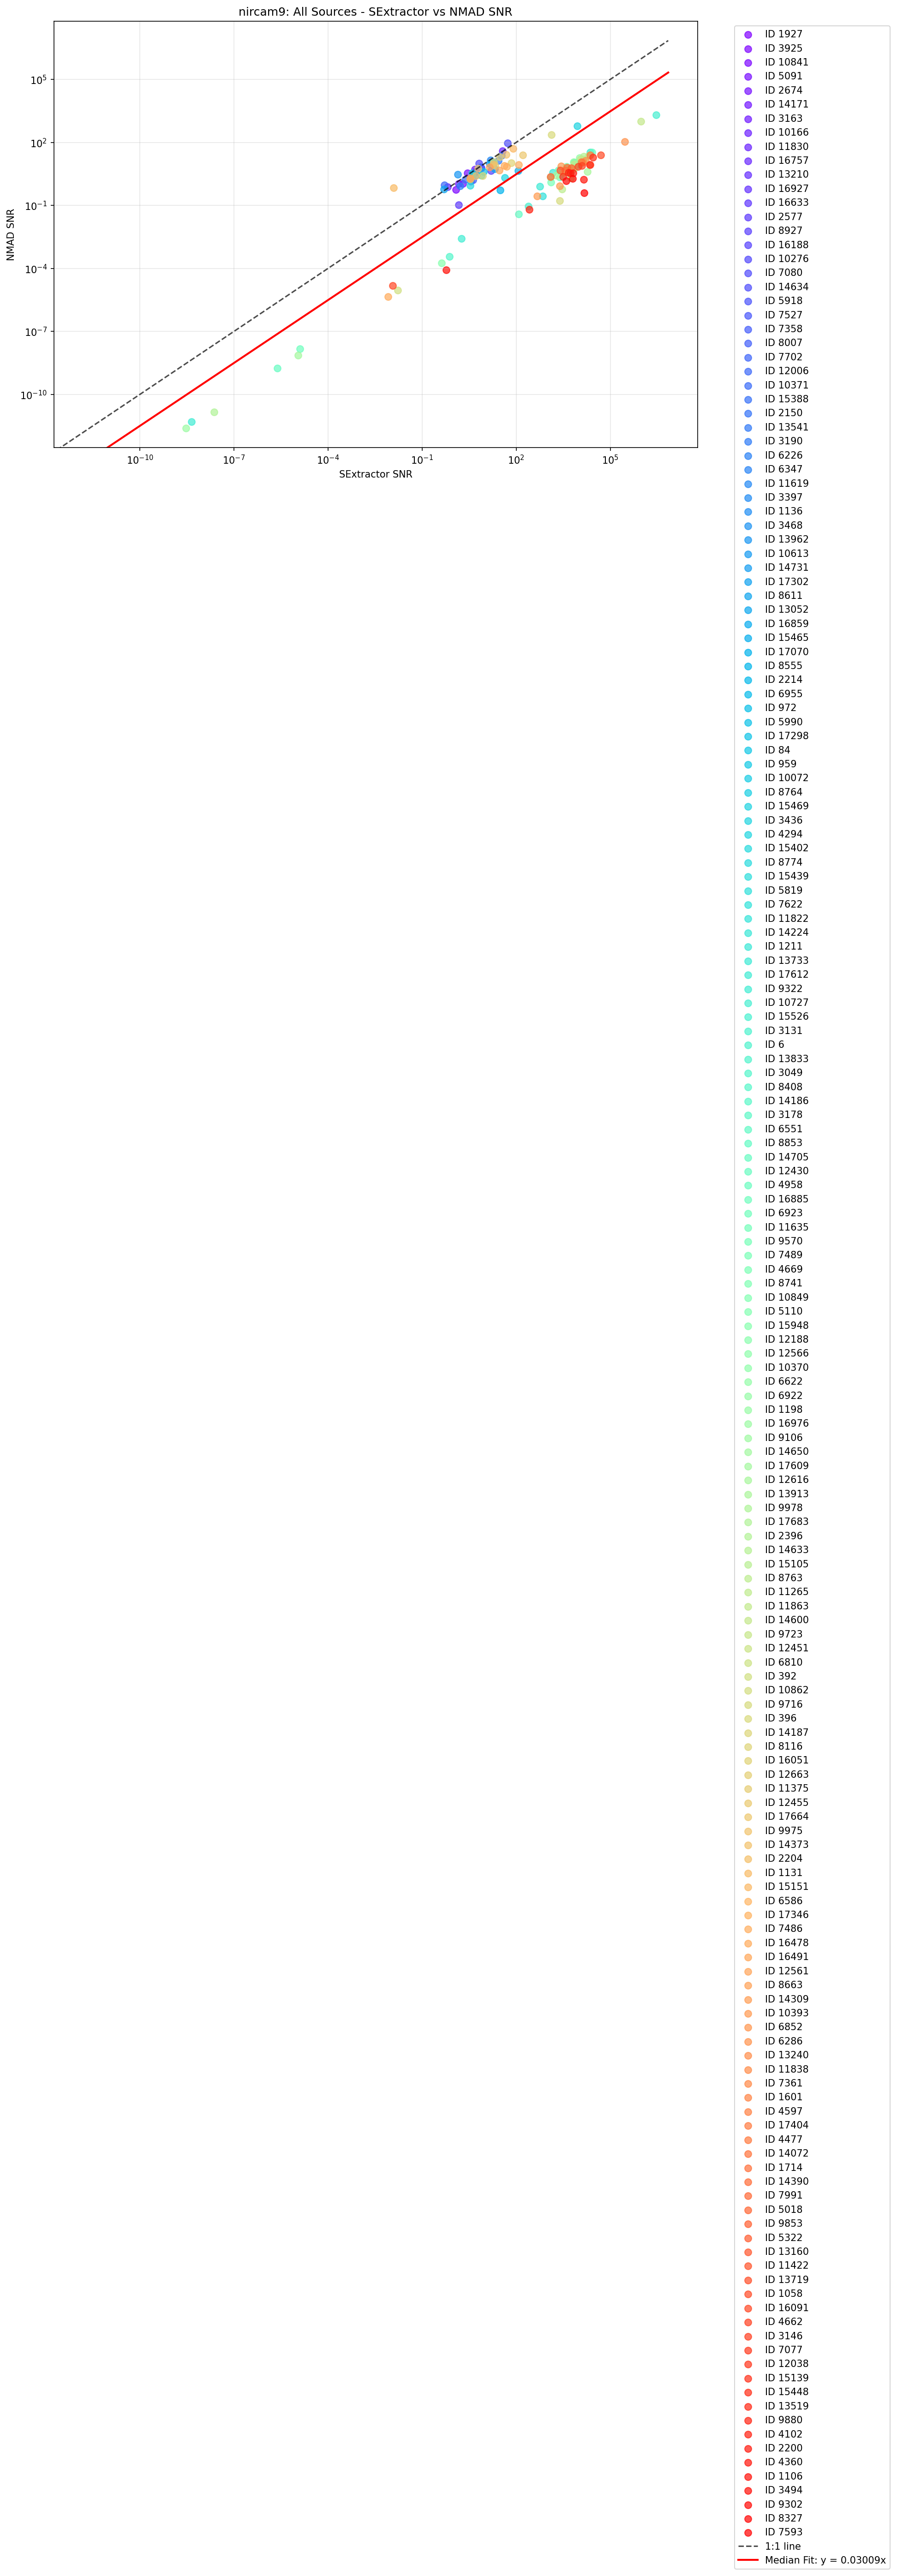 nircam9: All Sources - SExtractor vs NMAD SNR
NMAD SNR
10^5
10^2
10^-1
10^-4
10^-7
10^-10
10^-10
10^-7
10^-4
10^-1
10^2
10^5
SExtractor SNR
ID 1927
ID 3925
ID 10841
ID 5091
ID 2674
ID 14171
ID 3163
ID 10166
ID 11830
ID 16757
ID 13210
ID 16927
ID 16633
ID 2577
ID 8927
ID 16188
ID 10276
ID 7080
ID 14634
ID 5918
ID 7527
ID 7358
ID 8007
ID 7702
ID 12006
ID 10371
ID 15388
ID 2150
ID 13541
ID 3190
ID 6226
ID 6347
ID 11619
ID 3397
ID 1136
ID 3468
ID 13962
ID 10613
ID 14731
ID 17302
ID 8611
ID 13052
ID 16859
ID 15465
ID 17070
ID 8555
ID 2214
ID 6955
ID 972
ID 5990
ID 17298
ID 84
ID 959
ID 10072
ID 8764
ID 15469
ID 3436
ID 4294
ID 15402
ID 8774
ID 15439
ID 5819
ID 7622
ID 11822
ID 14224
ID 1211
ID 13733
ID 17612
ID 9322
ID 10727
ID 15526
ID 3131
ID 6
ID 13833
ID 3049
ID 8408
ID 14186
ID 3178
ID 6551
ID 8853
ID 14705
ID 12430
ID 4958
ID 16885
ID 6923
ID 11635
ID 9570
ID 7489
ID 4669
ID 8741
ID 10849
ID 5110
ID 15948
ID 12188
ID 12566
ID 10370
ID 6622
ID 6922
ID 1198
ID 16976
ID 9106
ID 14650
ID 17609
ID 12616
ID 13913
ID 9978
ID 17683
ID 2396
ID 14633
ID 15105
ID 8763
ID 11265
ID 11863
ID 14600
ID 9723
ID 12451
ID 6810
ID 392
ID 10862
ID 9716
ID 396
ID 14187
ID 8116
ID 16051
ID 12663
ID 11375
ID 12455
ID 17664
ID 9975
ID 14373
ID 2204
ID 1131
ID 15151
ID 6586
ID 17346
ID 7486
ID 16478
ID 16491
ID 12561
ID 8663
ID 14309
ID 10393
ID 6852
ID 6286
ID 13240
ID 11838
ID 7361
ID 1601
ID 4597
ID 17404
ID 4477
ID 14072
ID 1714
ID 14390
ID 7991
ID 5018
ID 9853
ID 5322
ID 13160
ID 11422
ID 13719
ID 1058
ID 16091
ID 4662
ID 3146
ID 7077
ID 12038
ID 15139
ID 15448
ID 13519
ID 9880
ID 4102
ID 2200
ID 4360
ID 1106
ID 3494
ID 9302
ID 8327
ID 7593
1:1 line
Median Fit: y = 0.03009x